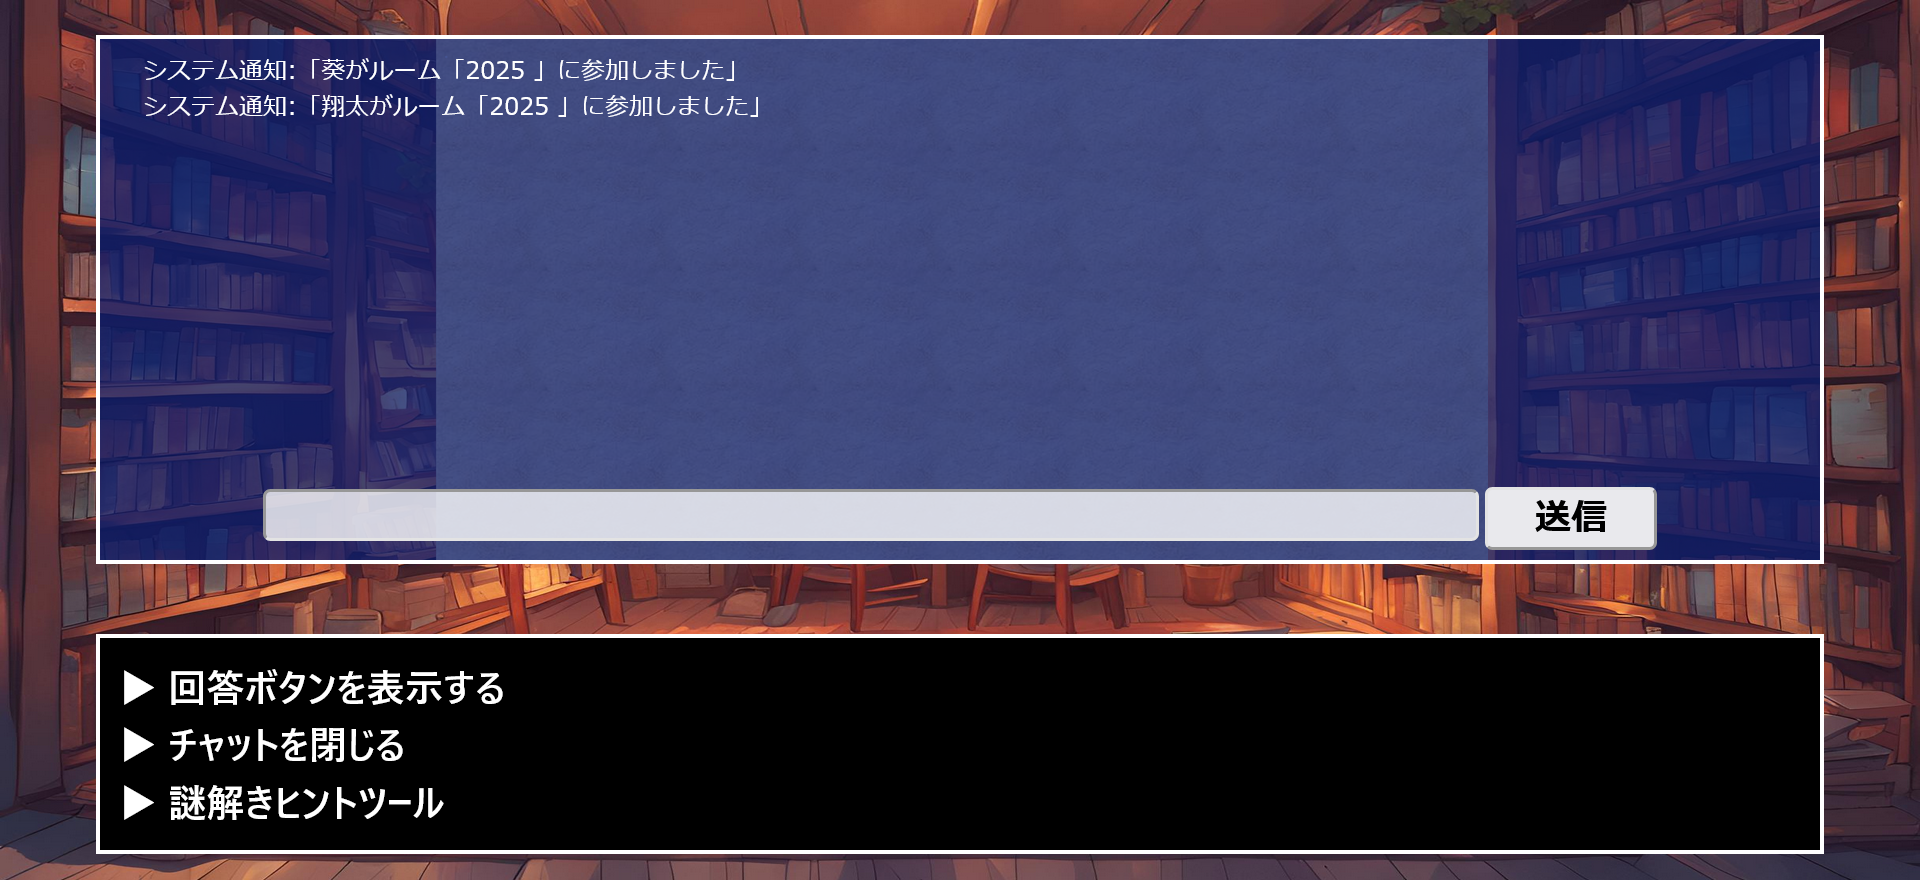 システム通知:「葵がルーム「2025 」に参加しました」
システム通知:「翔太がルーム「2025 」に参加しました」
送信
▶ 回答ボタンを表示する
▶ チャットを閉じる
▶ 謎解きヒントツール